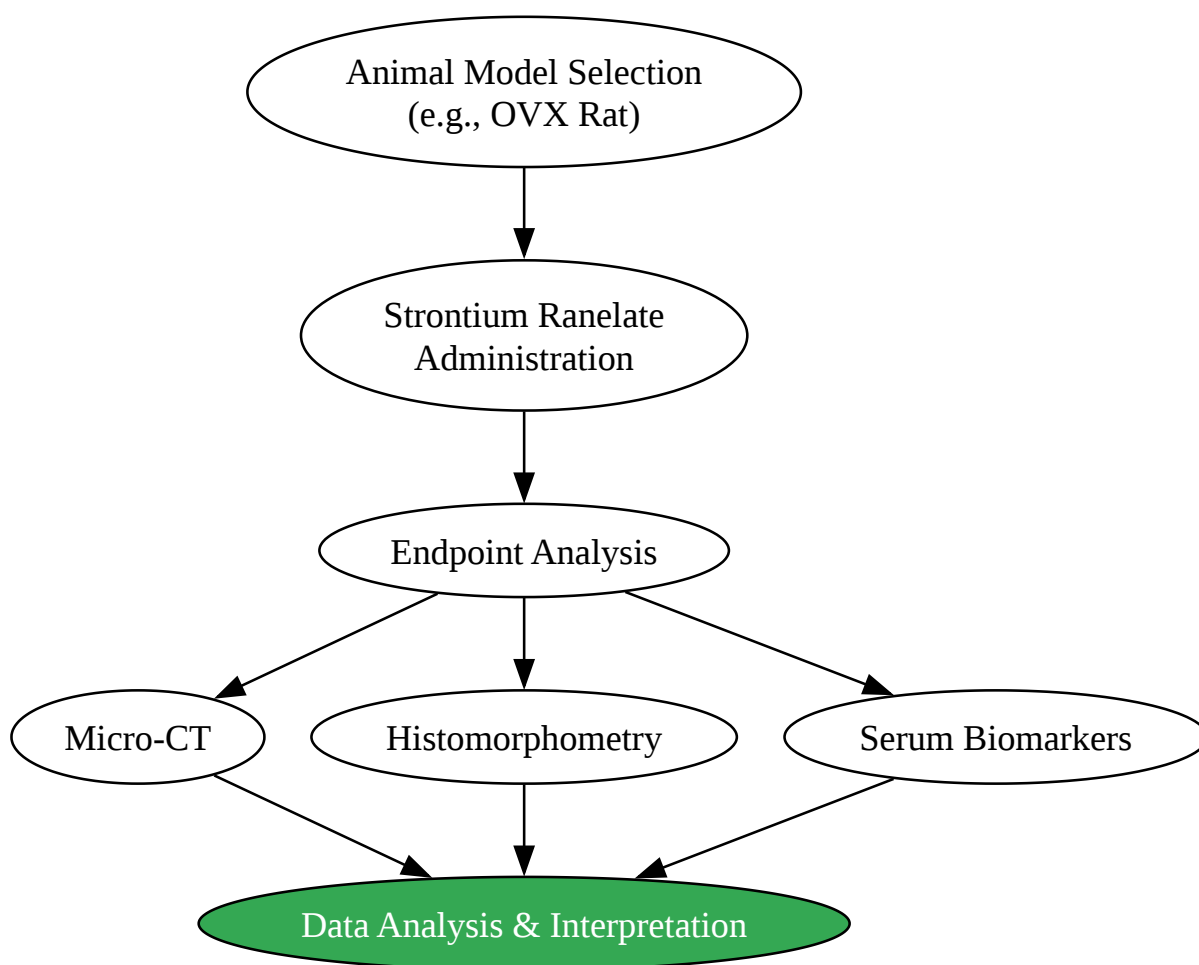 Animal Model Selection
(e.g., OVX Rat)
Strontium Ranelate
Administration
Endpoint Analysis
Micro-CT
Histomorphometry
Serum Biomarkers
Data Analysis & Interpretation